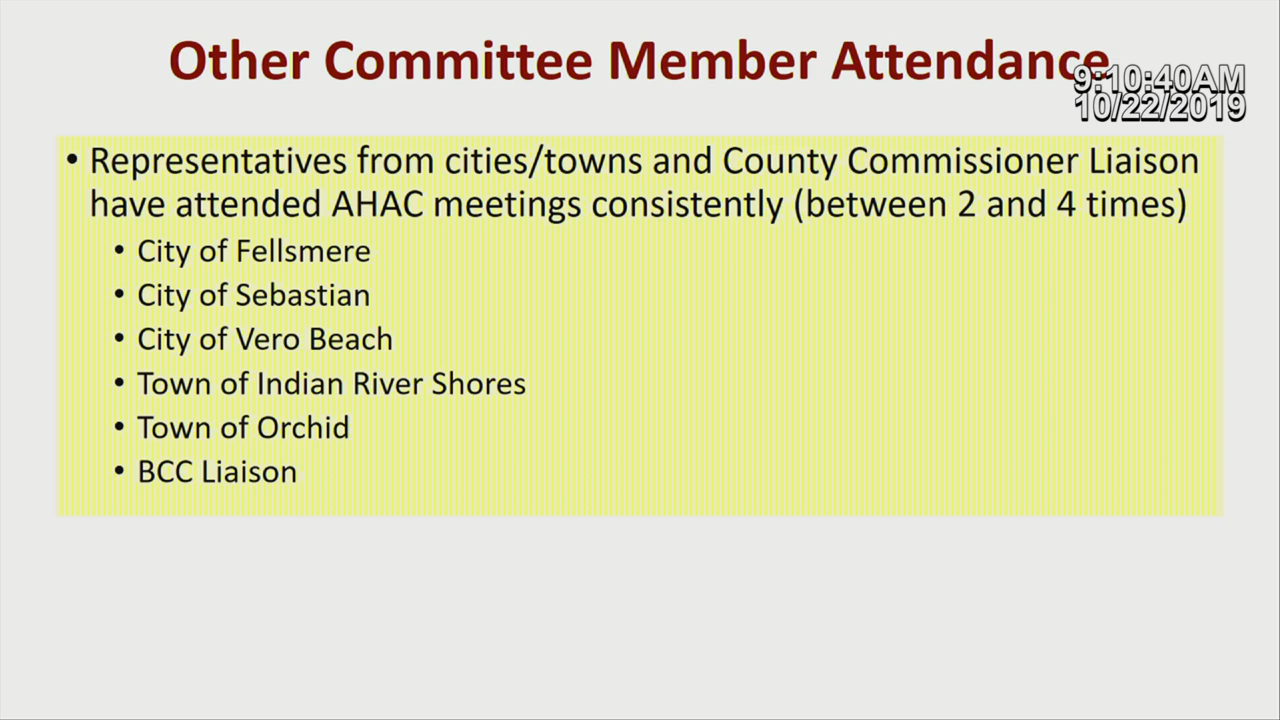 Other Committee Member Attendance
9:10:40AM
10/22/2019
• Representatives from cities/towns and County Commissioner Liaison
have attended AHAC meetings consistently (between 2 and 4 times)
• City of Fellsmere
• City of Sebastian
• City of Vero Beach
• Town of Indian River Shores
• Town of Orchid
• BCC Liaison